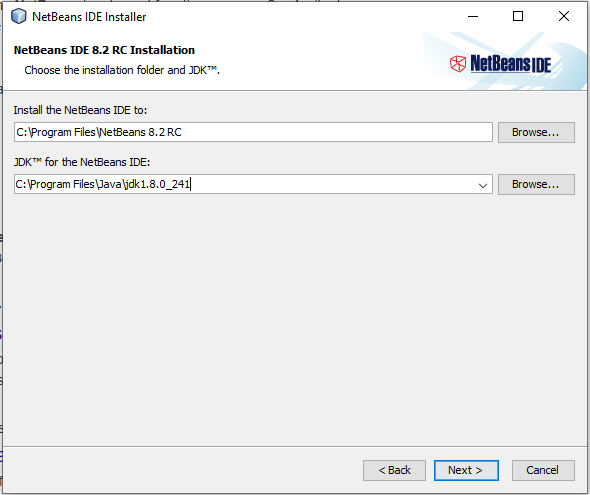 NetBeans IDE Installer
NetBeans IDE 8.2 RC Installation
Choose the installation folder and JDK™.
NetBeans IDE
Install the NetBeans IDE to:
C:\Program Files\NetBeans 8.2 RC
Browse...
JDK™ for the NetBeans IDE:
C:\Program Files\Java\jdk1.8.0_241
Browse...
< Back
Next >
Cancel